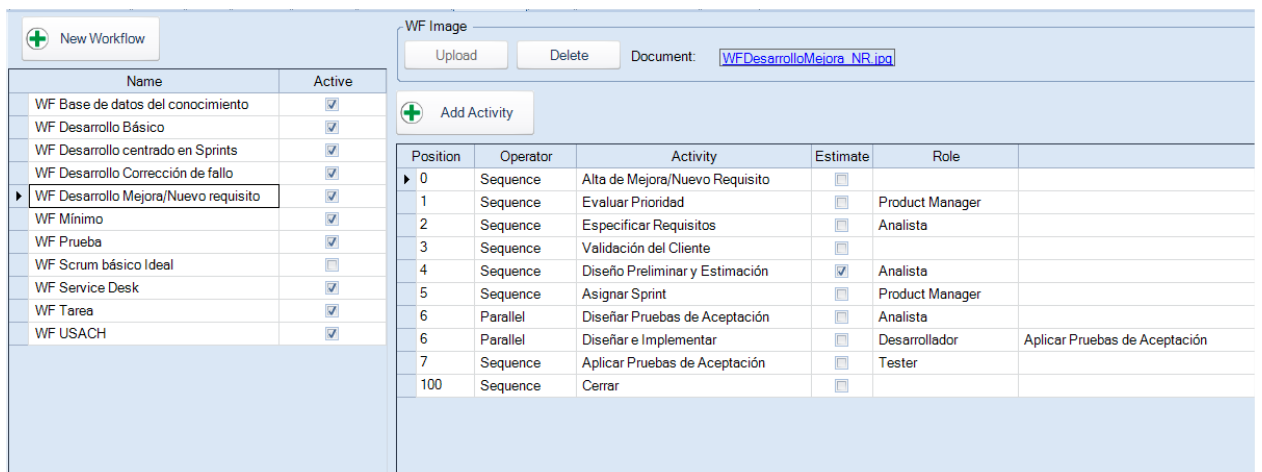 New Workflow
Name Active
WF Base de datos del conocimiento
WF Desarrollo Básico
WF Desarrollo centrado en Sprints
WF Desarrollo Corrección de fallo
WF Desarrollo Mejora/Nuevo requisito
WF Mínimo
WF Prueba
WF Scrum básico Ideal
WF Service Desk
WF Tarea
WF USACH
WF Image
Upload Delete Document: WFDesarrolloMejora_NR.jpg
Add Activity
Position Operator Activity Estimate Role
0 Sequence Alta de Mejora/Nuevo Requisito
1 Sequence Evaluar Prioridad Product Manager
2 Sequence Especificar Requisitos Analista
3 Sequence Validación del Cliente
4 Sequence Diseño Preliminar y Estimación Analista
5 Sequence Asignar Sprint Product Manager
6 Parallel Diseñar Pruebas de Aceptación Analista
6 Parallel Diseñar e Implementar Desarrollador Aplicar Pruebas de Aceptación
7 Sequence Aplicar Pruebas de Aceptación Tester
100 Sequence Cerrar